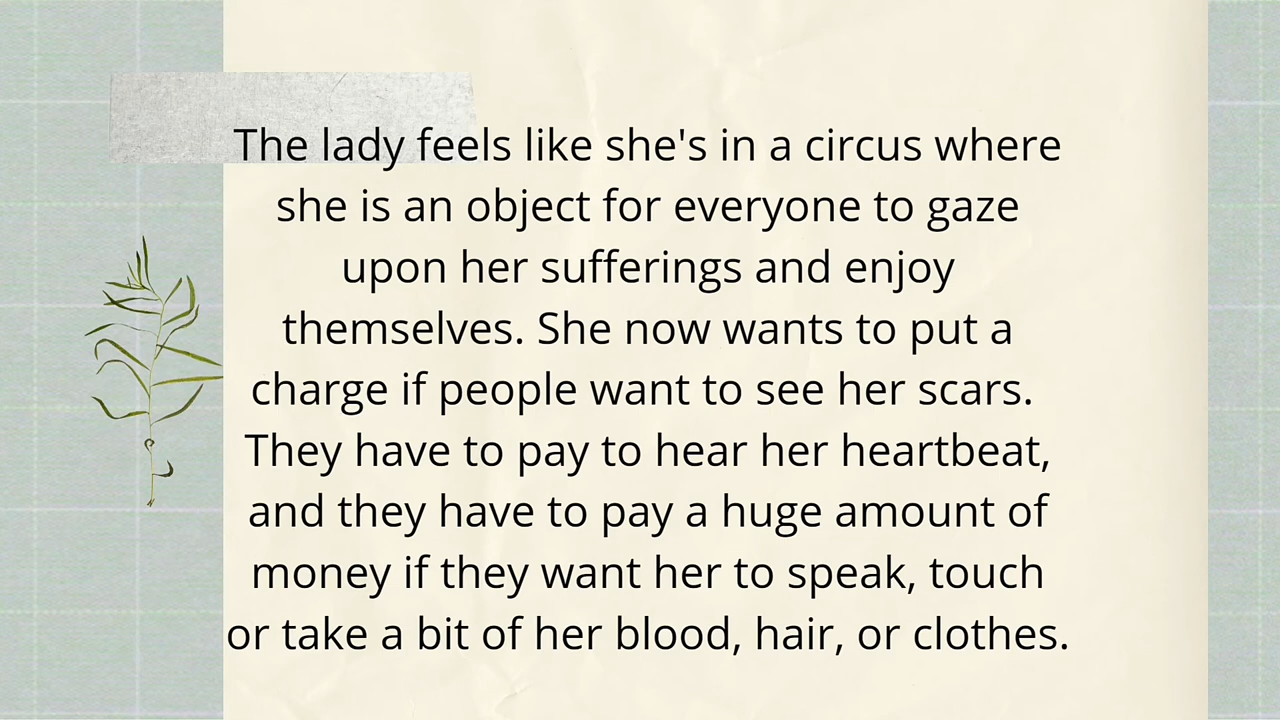 The lady feels like she's in a circus where
she is an object for everyone to gaze
upon her sufferings and enjoy
themselves. She now wants to put a
charge if people want to see her scars.
They have to pay to hear her heartbeat,
and they have to pay a huge amount of
money if they want her to speak, touch
or take a bit of her blood, hair, or clothes.